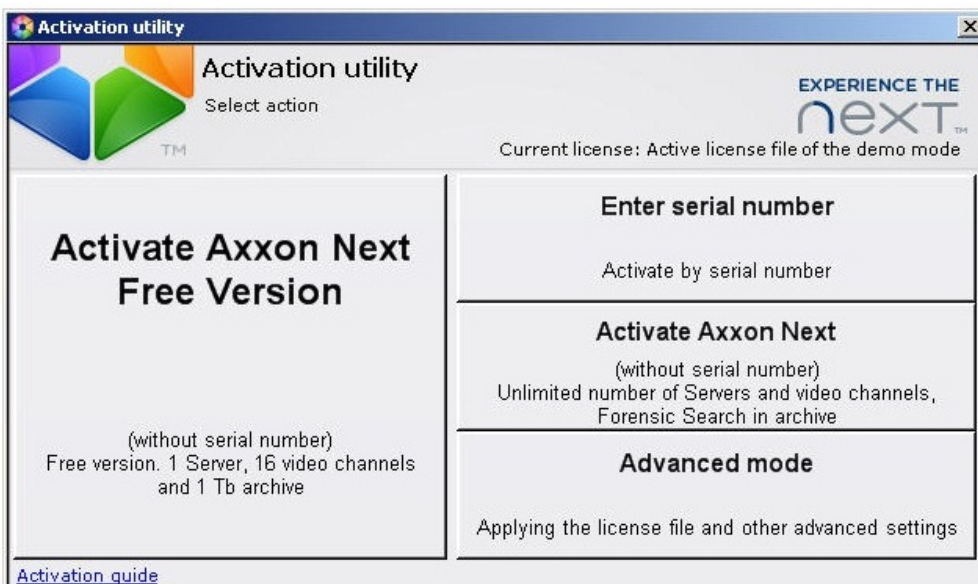 Activation utility
Activation utility
Select action
TM
EXPERIENCE THE
next TM
Current license: Active license file of the demo mode
Activate Axxon Next
Free Version
(without serial number)
Free version. 1 Server, 16 video channels
and 1 Tb archive
Enter serial number
Activate by serial number
Activate Axxon Next
(without serial number)
Unlimited number of Servers and video channels,
Forensic Search in archive
Advanced mode
Applying the license file and other advanced settings
Activation guide